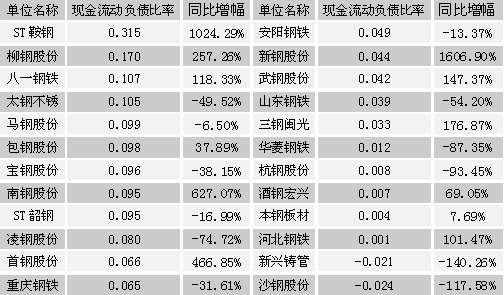 单位名称 现金流动负债比率 同比增幅 单位名称 现金流动负债比率 同比增幅
ST鞍钢 0.315 1024.29% 安阳钢铁 0.049 -13.37%
柳钢股份 0.170 257.26% 新钢股份 0.044 1606.90%
八一钢铁 0.107 118.33% 武钢股份 0.042 147.37%
太钢不锈 0.105 -49.52% 山东钢铁 0.039 -54.20%
马钢股份 0.099 -6.50% 三钢闽光 0.033 176.87%
包钢股份 0.098 37.89% 华菱钢铁 0.012 -87.35%
宝钢股份 0.096 -38.15% 杭钢股份 0.008 -93.45%
南钢股份 0.095 627.07% 酒钢宏兴 0.007 69.05%
ST韶钢 0.095 -16.99% 本钢板材 0.004 7.69%
凌钢股份 0.080 -74.72% 河北钢铁 0.001 101.47%
首钢股份 0.066 466.85% 新兴铸管 -0.021 -140.26%
重庆钢铁 0.065 -31.61% 沙钢股份 -0.024 -117.58%